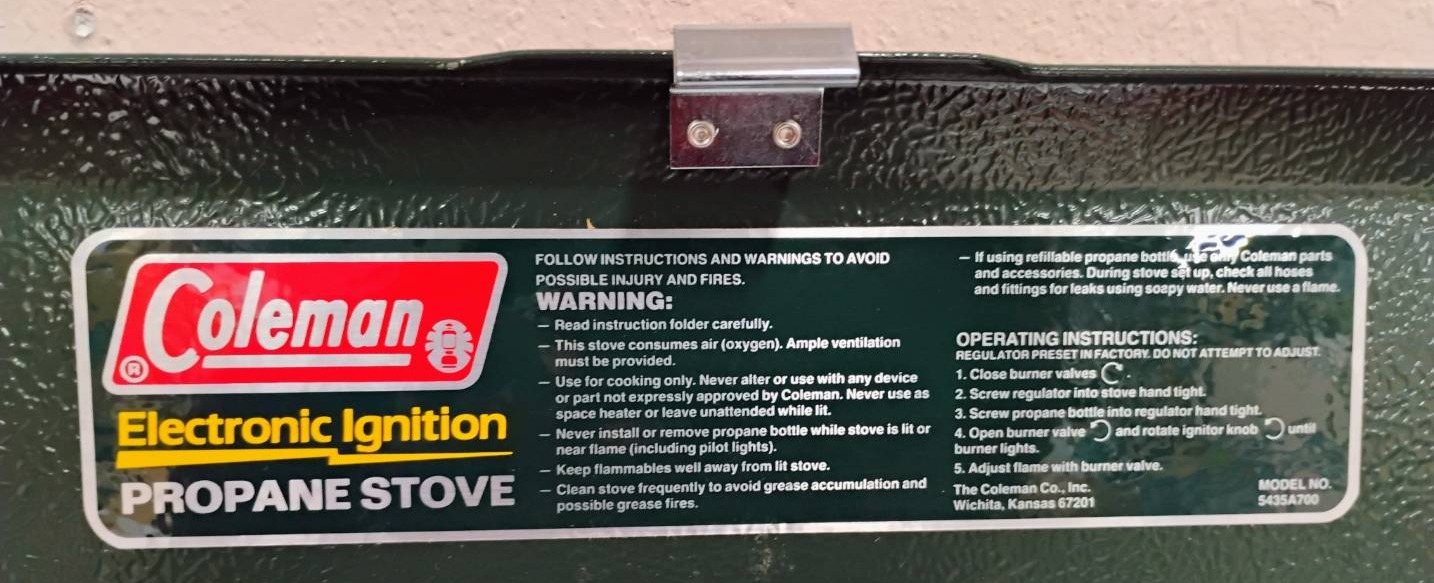 Coleman
®
Electronic Ignition
PROPANE STOVE
FOLLOW INSTRUCTIONS AND WARNINGS TO AVOID
POSSIBLE INJURY AND FIRES.
WARNING:
– Read instruction folder carefully.
– This stove consumes air (oxygen). Ample ventilation
must be provided.
– Use for cooking only. Never alter or use with any device
or part not expressly approved by Coleman. Never use as
space heater or leave unattended while lit.
– Never install or remove propane bottle while stove is lit or
near flame (including pilot lights).
– Keep flammables well away from lit stove.
– Clean stove frequently to avoid grease accumulation and
possible grease fires.
– If using refillable propane bottle, use only Coleman parts
and accessories. During stove set up, check all hoses
and fittings for leaks using soapy water. Never use a flame.
OPERATING INSTRUCTIONS:
REGULATOR PRESET IN FACTORY. DO NOT ATTEMPT TO ADJUST.
1. Close burner valves ↻.
2. Screw regulator into stove hand tight.
3. Screw propane bottle into regulator hand tight.
4. Open burner valve ↺ and rotate ignitor knob ↺ until
burner lights.
5. Adjust flame with burner valve.
The Coleman Co., Inc.
Wichita, Kansas 67201
MODEL NO.
5435A700